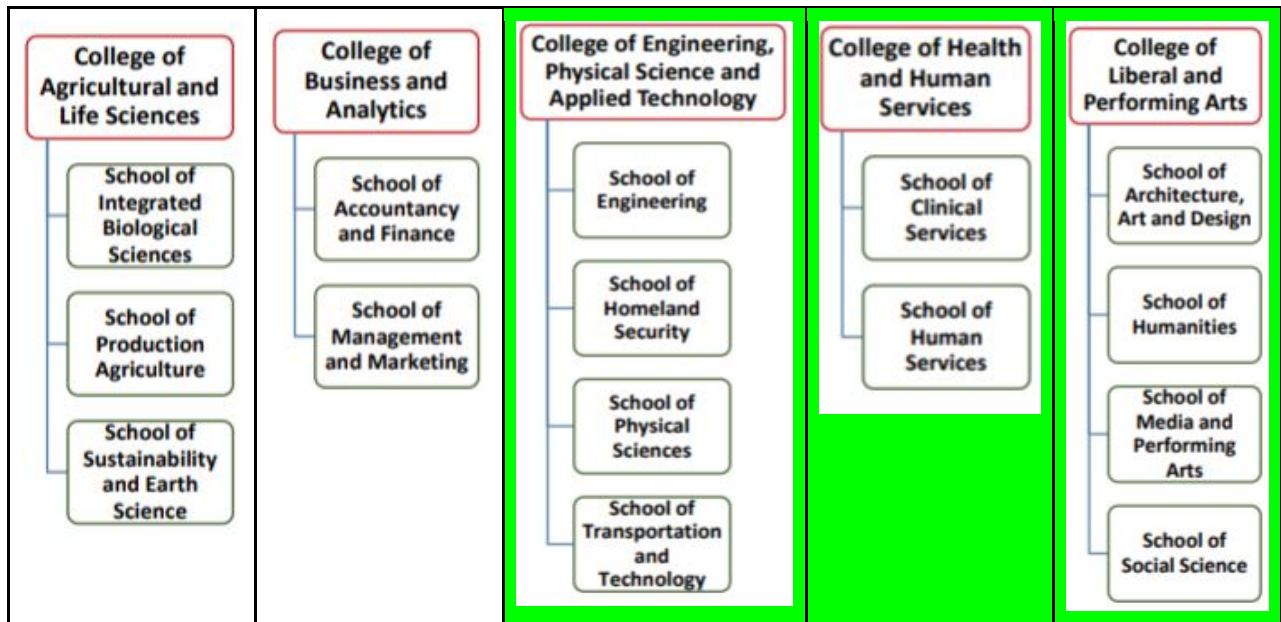 College of
Agricultural and
Life Sciences
School of
Integrated
Biological
Sciences
School of
Production
Agriculture
School of
Sustainability
and Earth
Science
College of
Business and
Analytics
School of
Accountancy
and Finance
School of
Management
and Marketing
College of Engineering,
Physical Science and
Applied Technology
School of
Engineering
School of
Homeland
Security
School of
Physical
Sciences
School of
Transportation
and
Technology
College of Health
and Human
Services
School of
Clinical
Services
School of
Human
Services
College of
Liberal and
Performing Arts
School of
Architecture,
Art and Design
School of
Humanities
School of
Media and
Performing
Arts
School of
Social Science